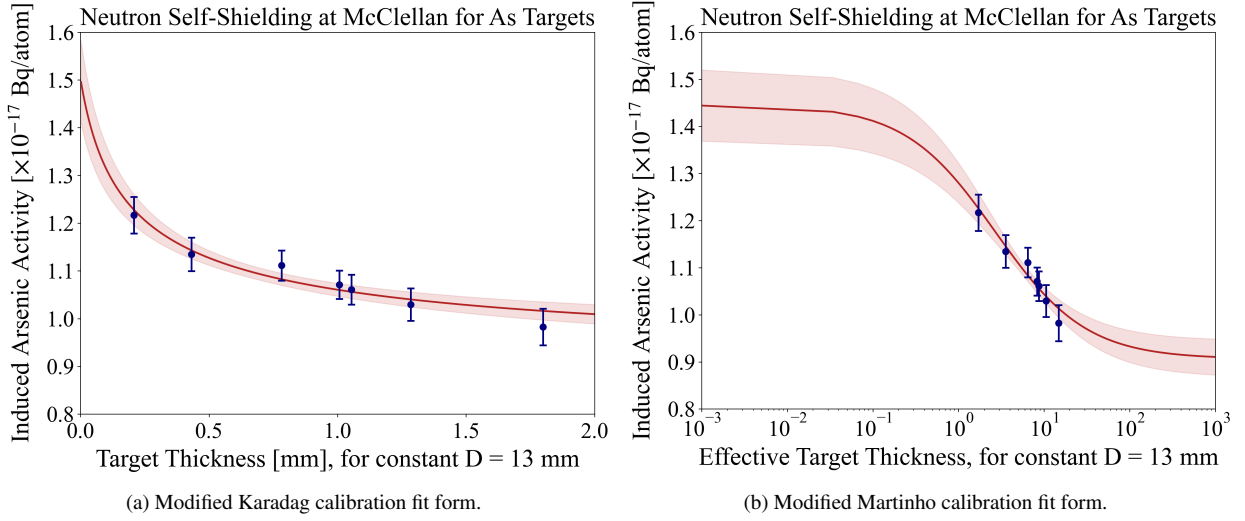 Neutron Self-Shielding at McClellan for As Targets
Induced Arsenic Activity [×10⁻¹⁷ Bq/atom]
1.6
1.5
1.4
1.3
1.2
1.1
1.0
0.9
0.8
0.0 0.5 1.0 1.5 2.0
Target Thickness [mm], for constant D = 13 mm
(a) Modified Karadag calibration fit form.
Neutron Self-Shielding at McClellan for As Targets
Induced Arsenic Activity [×10⁻¹⁷ Bq/atom]
1.6
1.5
1.4
1.3
1.2
1.1
1.0
0.9
0.8
10⁻³ 10⁻² 10⁻¹ 10⁰ 10¹ 10² 10³
Effective Target Thickness, for constant D = 13 mm
(b) Modified Martinho calibration fit form.